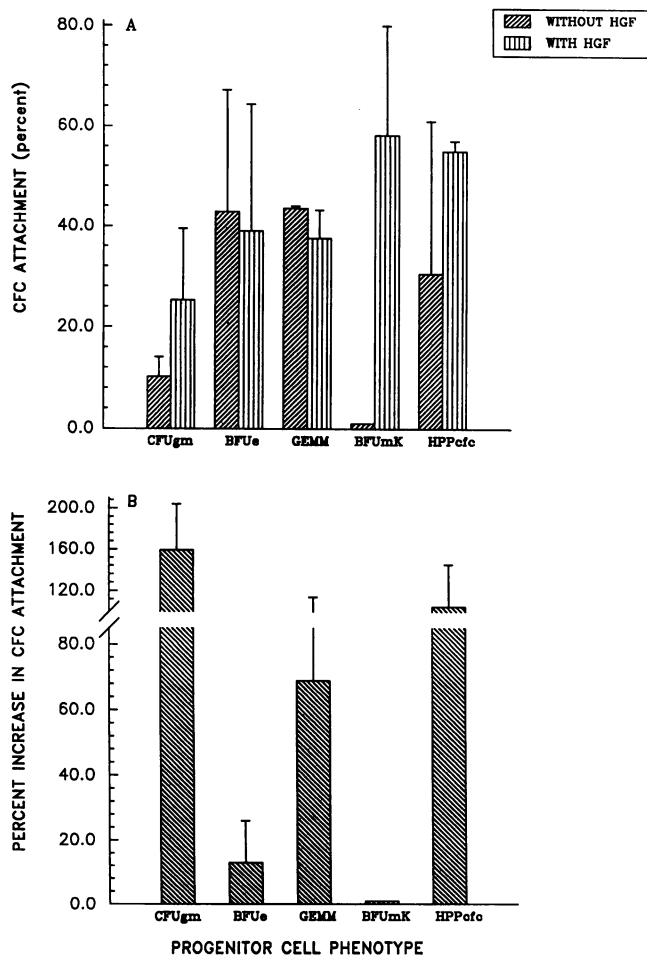 A
WITHOUT HGF
WITH HGF
CFC ATTACHMENT (percent)
80.0
60.0
40.0
20.0
0.0
CFUgm BFUe GEMM BFUmK HPPcfc
B
PERCENT INCREASE IN CFC ATTACHMENT
200.0
160.0
120.0
80.0
60.0
40.0
20.0
0.0
CFUgm BFUe GEMM BFUmK HPPcfc
PROGENITOR CELL PHENOTYPE